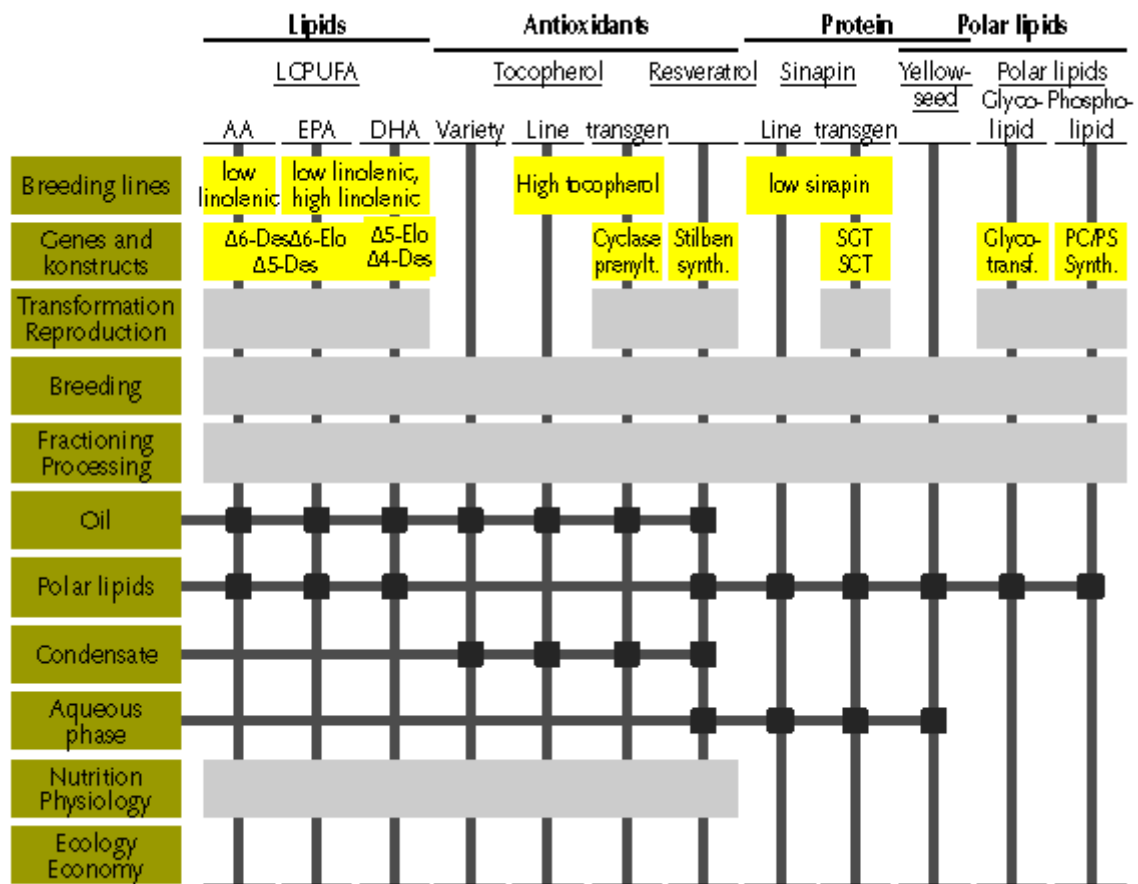 Lipids Antioxidants Protein Polar lipids
LCPUFA Tocopherol Resveratrol Sinapin Yellow-seed Polar lipids
AA EPA DHA Variety Line transgen Line transgen Glyco-lipid Phospho-lipid
Breeding lines
low
linolenic
low linolenic,
high linolenic
High tocopherol
low sinapin
Genes and
konstructs
Δ6-Des Δ6-Elo
Δ5-Des
Δ5-Elo
Δ4-Des
Cyclase
prenylt.
Stilben
synth.
SGT
SCT
Glyco-
transf.
PC/PS
Synth.
Transformation
Reproduction
Breeding
Fractioning
Processing
Oil
Polar lipids
Condensate
Aqueous
phase
Nutrition
Physiology
Ecology
Economy